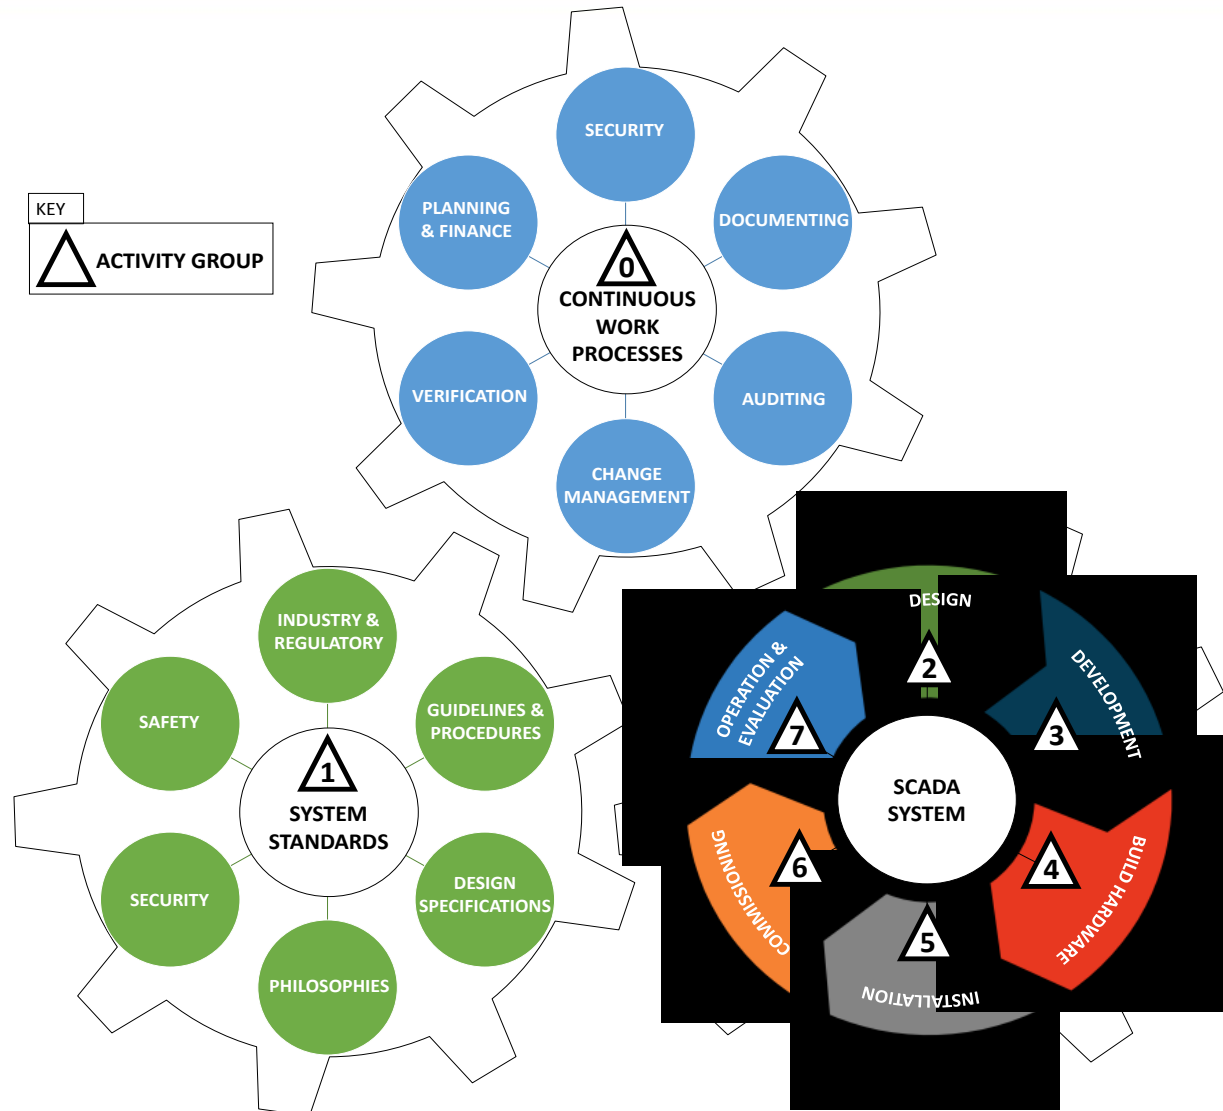 SECURITY
PLANNING
& FINANCE
DOCUMENTING
KEY
ACTIVITY GROUP
0
CONTINUOUS
WORK
PROCESSES
VERIFICATION
AUDITING
CHANGE
MANAGEMENT
INDUSTRY &
REGULATORY
SAFETY
GUIDELINES &
PROCEDURES
1
SYSTEM
STANDARDS
SECURITY
DESIGN
SPECIFICATIONS
PHILOSOPHIES
DESIGN
2
DEVELOPMENT
3
BUILD HARDWARE
4
INSTALLATION
5
COMMISSIONING
6
OPERATION &
EVALUATION
7
SCADA
SYSTEM